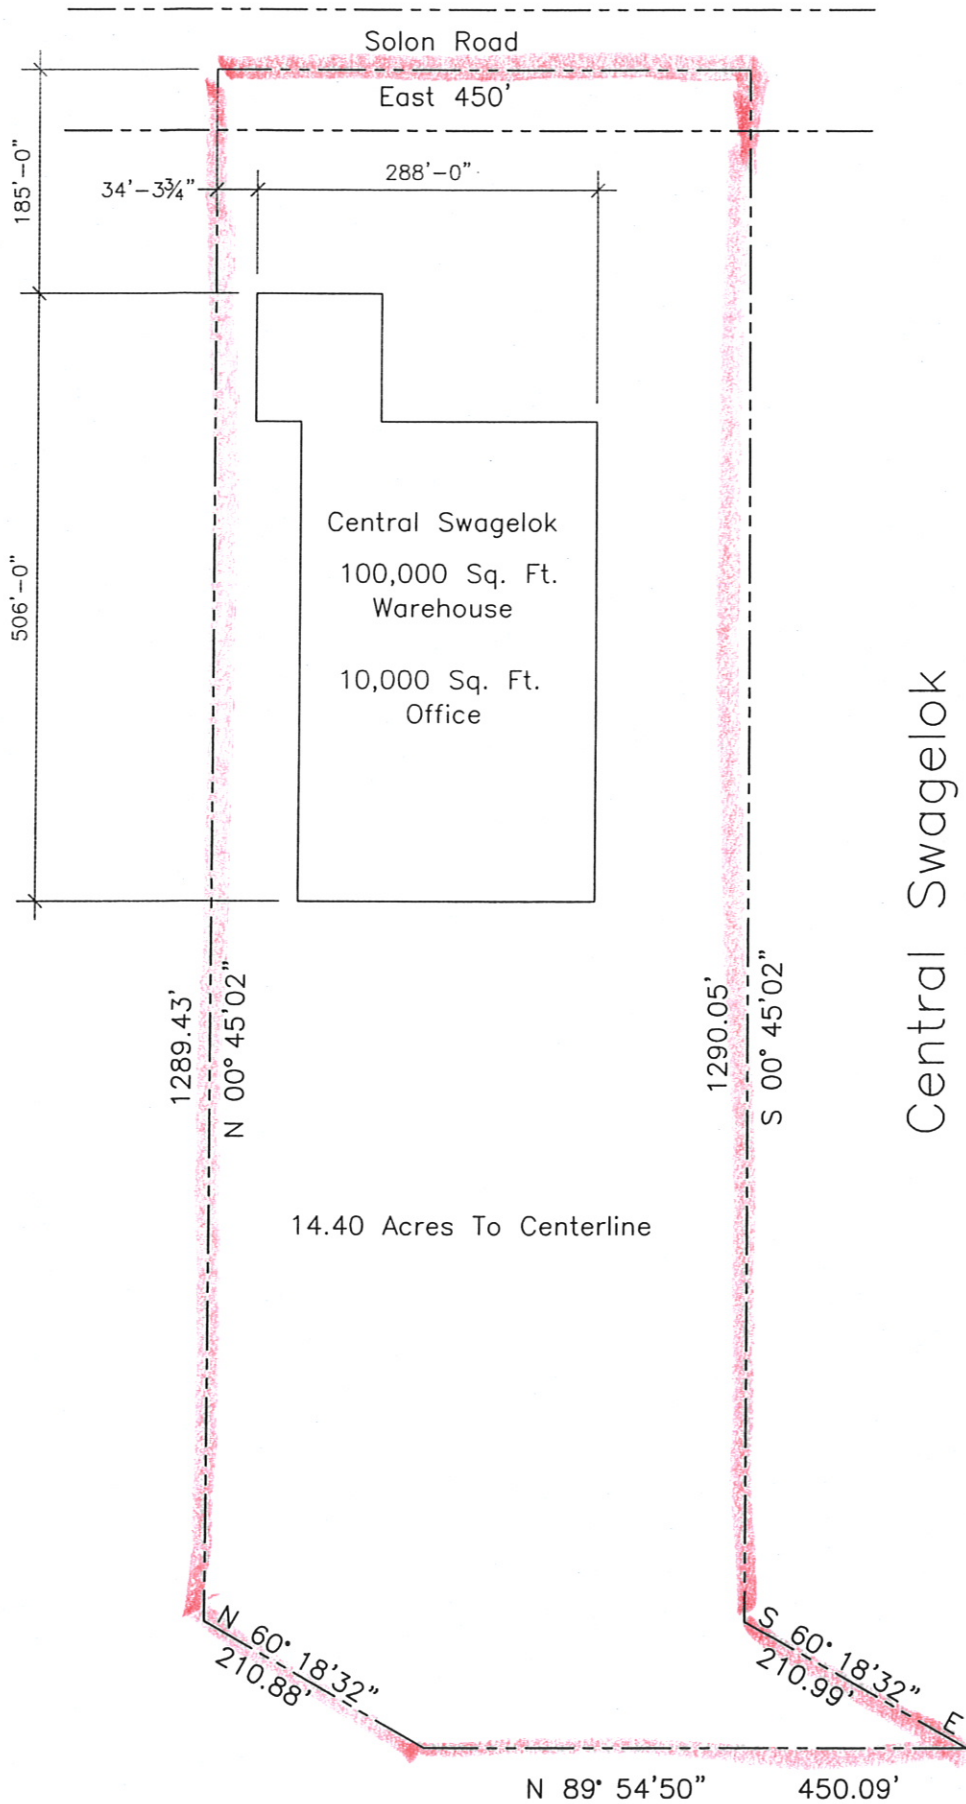 Solon Road
East 450'
185'-0"
34'-3¾"
288'-0"
506'-0"
Central Swagelok
100,000 Sq. Ft.
Warehouse
10,000 Sq. Ft.
Office
Central Swagelok
1289.43'
N 00° 45'02"
1290.05'
S 00° 45'02"
14.40 Acres To Centerline
N 60° 18'32"
210.88'
S 60° 18'32" E
210.99'
N 89° 54'50" 450.09'